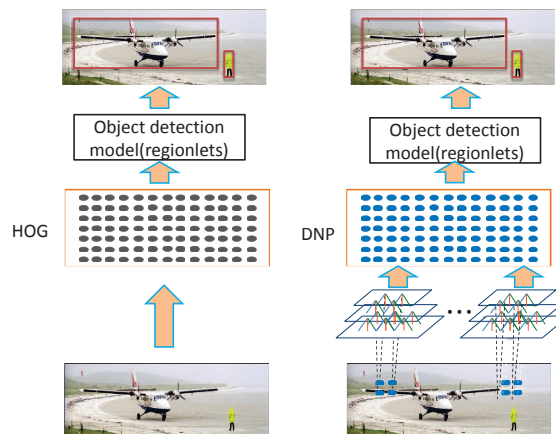 Object detection
model(regionlets)
Object detection
model(regionlets)
HOG
DNP
...